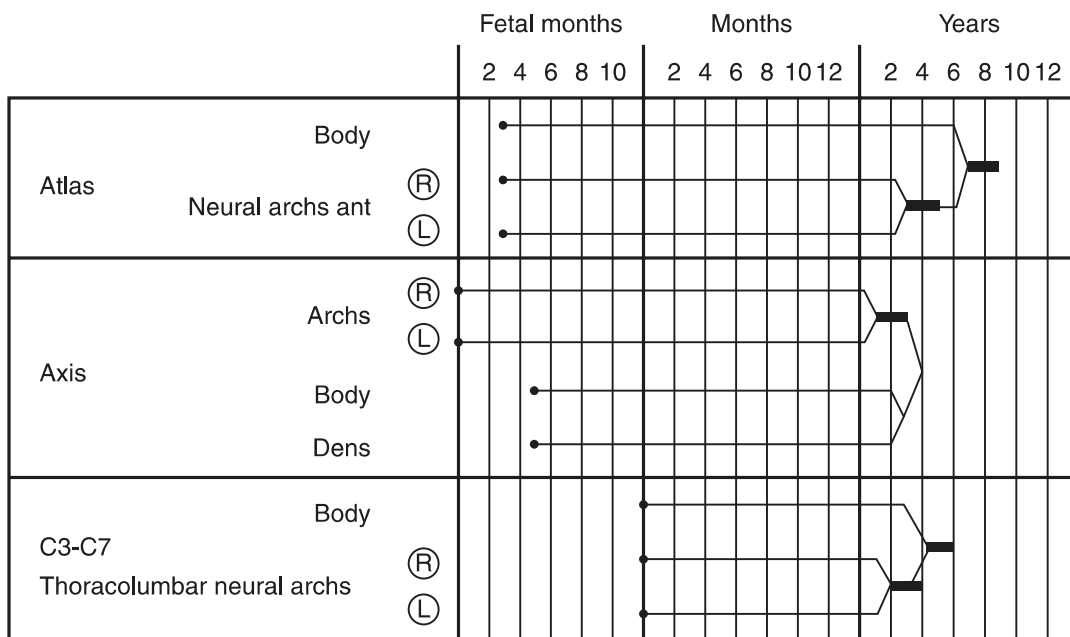 Fetal months Months Years
2 4 6 8 10 2 4 6 8 10 12 2 4 6 8 10 12
Body
Atlas
R
Neural archs ant
L
R
Archs
L
Axis
Body
Dens
Body
C3-C7
R
Thoracolumbar neural archs
L